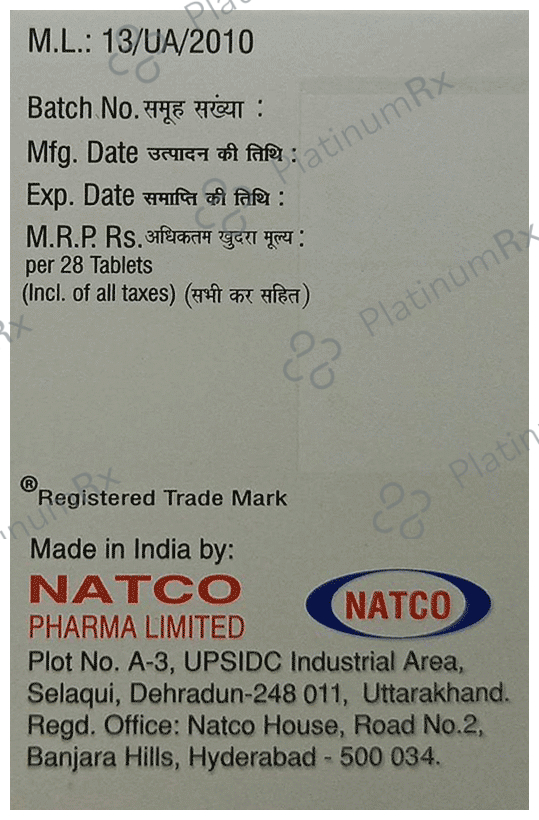 M.L.: 13/UA/2010
Batch No. समूह सख्या :
Mfg. Date उत्पादन की तिथि :
Exp. Date समाप्ति की तिथि :
M.R.P. Rs. अधिकतम खुदरा मूल्य :
per 28 Tablets
(Incl. of all taxes) (सभी कर सहित)
®Registered Trade Mark
Made in India by:
NATCO
PHARMA LIMITED
NATCO
Plot No. A-3, UPSIDC Industrial Area,
Selaqui, Dehradun-248 011, Uttarakhand.
Regd. Office: Natco House, Road No.2,
Banjara Hills, Hyderabad - 500 034.
PlatinumRx
PlatinumRx